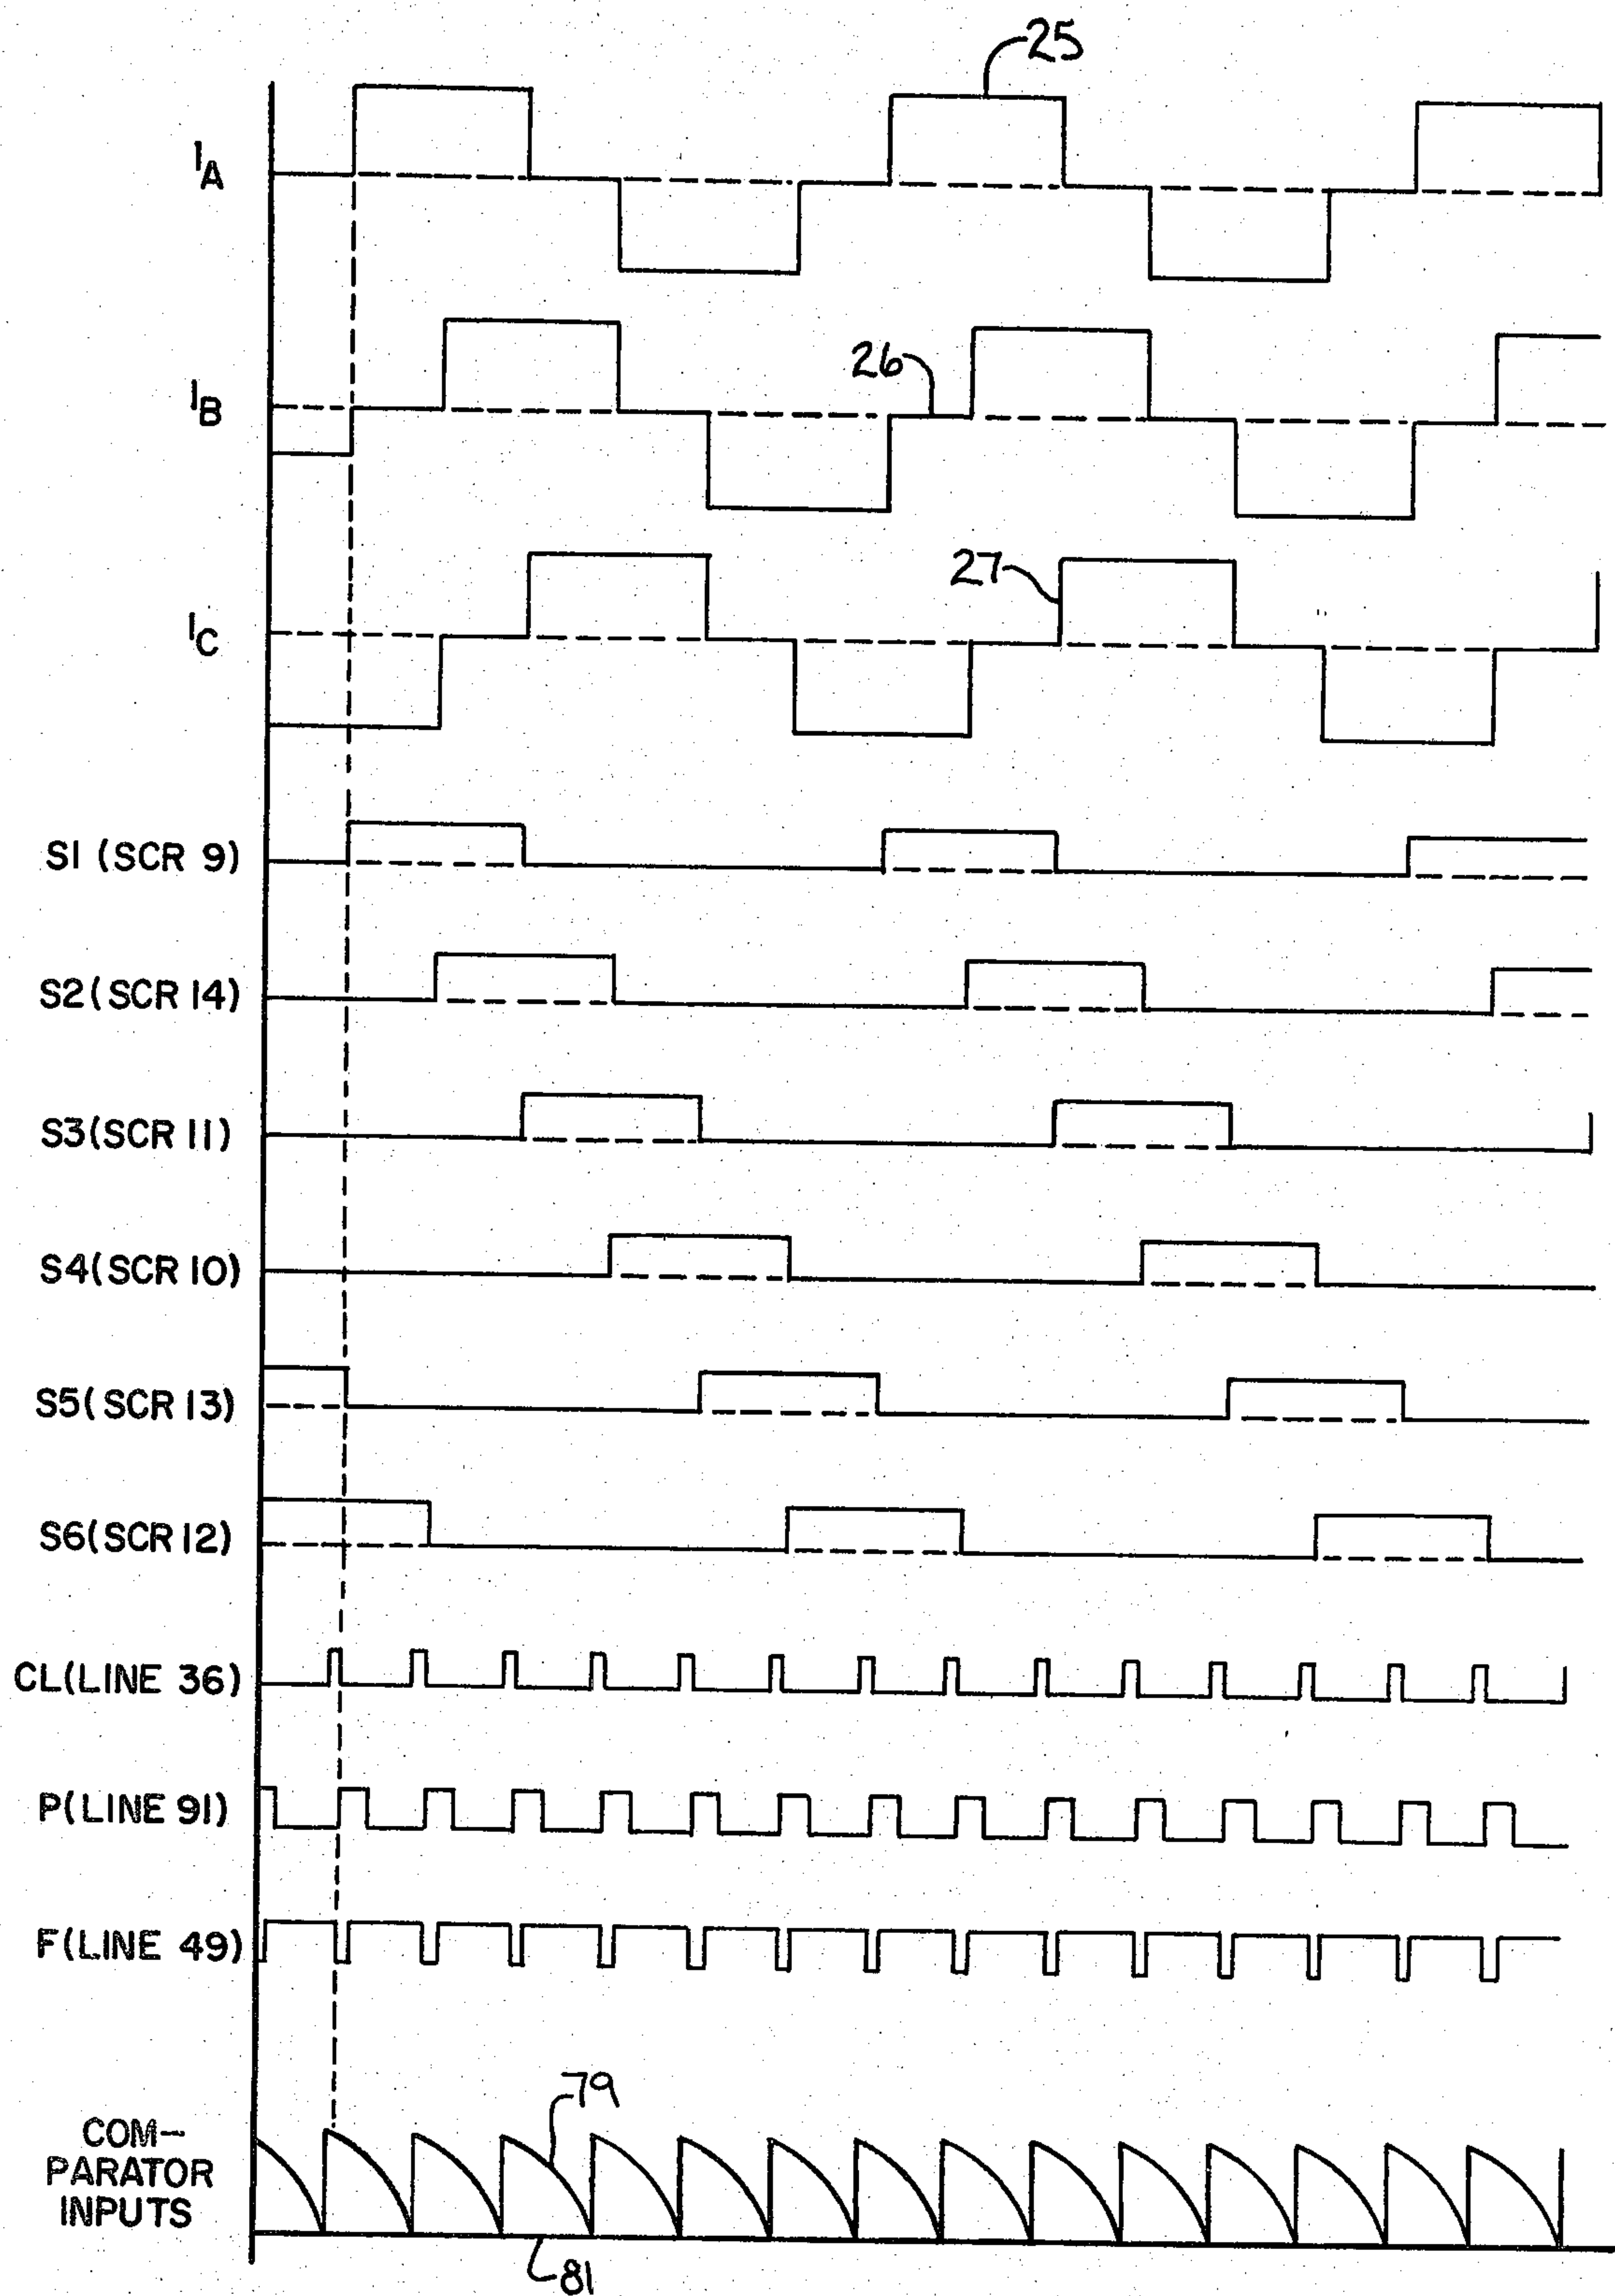 25
IA
26
IB
27
IC
S1 (SCR 9)
S2(SCR 14)
S3(SCR 11)
S4(SCR 10)
S5(SCR 13)
S6(SCR 12)
CL(LINE 36)
P(LINE 91)
F(LINE 49)
79
COM-
PARATOR
INPUTS
81